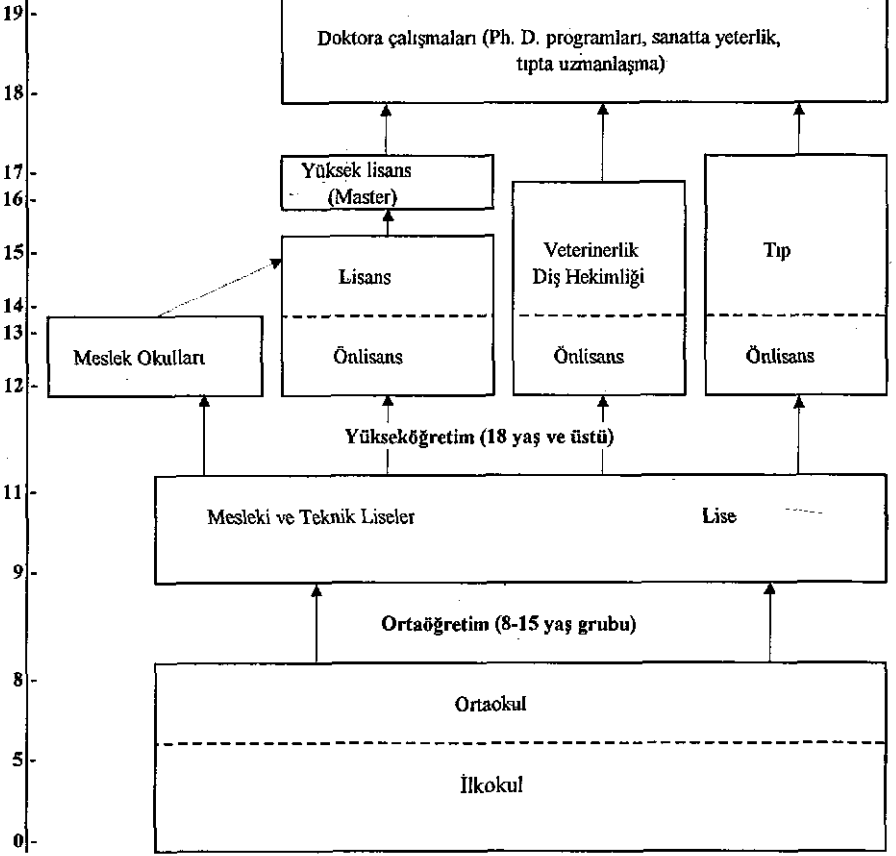 19-
Doktora çalışmaları (Ph. D. programları, sanatta yeterlik,
tıpta uzmanlaşma)
18-
17-
Yüksek lisans
(Master)
16-
15-
Lisans
Veterinerlik
Diş Hekimliği
Tıp
14-
13-
Meslek Okulları
Önlisans
Önlisans
Önlisans
12-
Yükseköğretim (18 yaş ve üstü)
11-
Mesleki ve Teknik Liseler
Lise
9-
Ortaöğretim (8-15 yaş grubu)
8-
Ortaokul
5-
İlkokul
0-